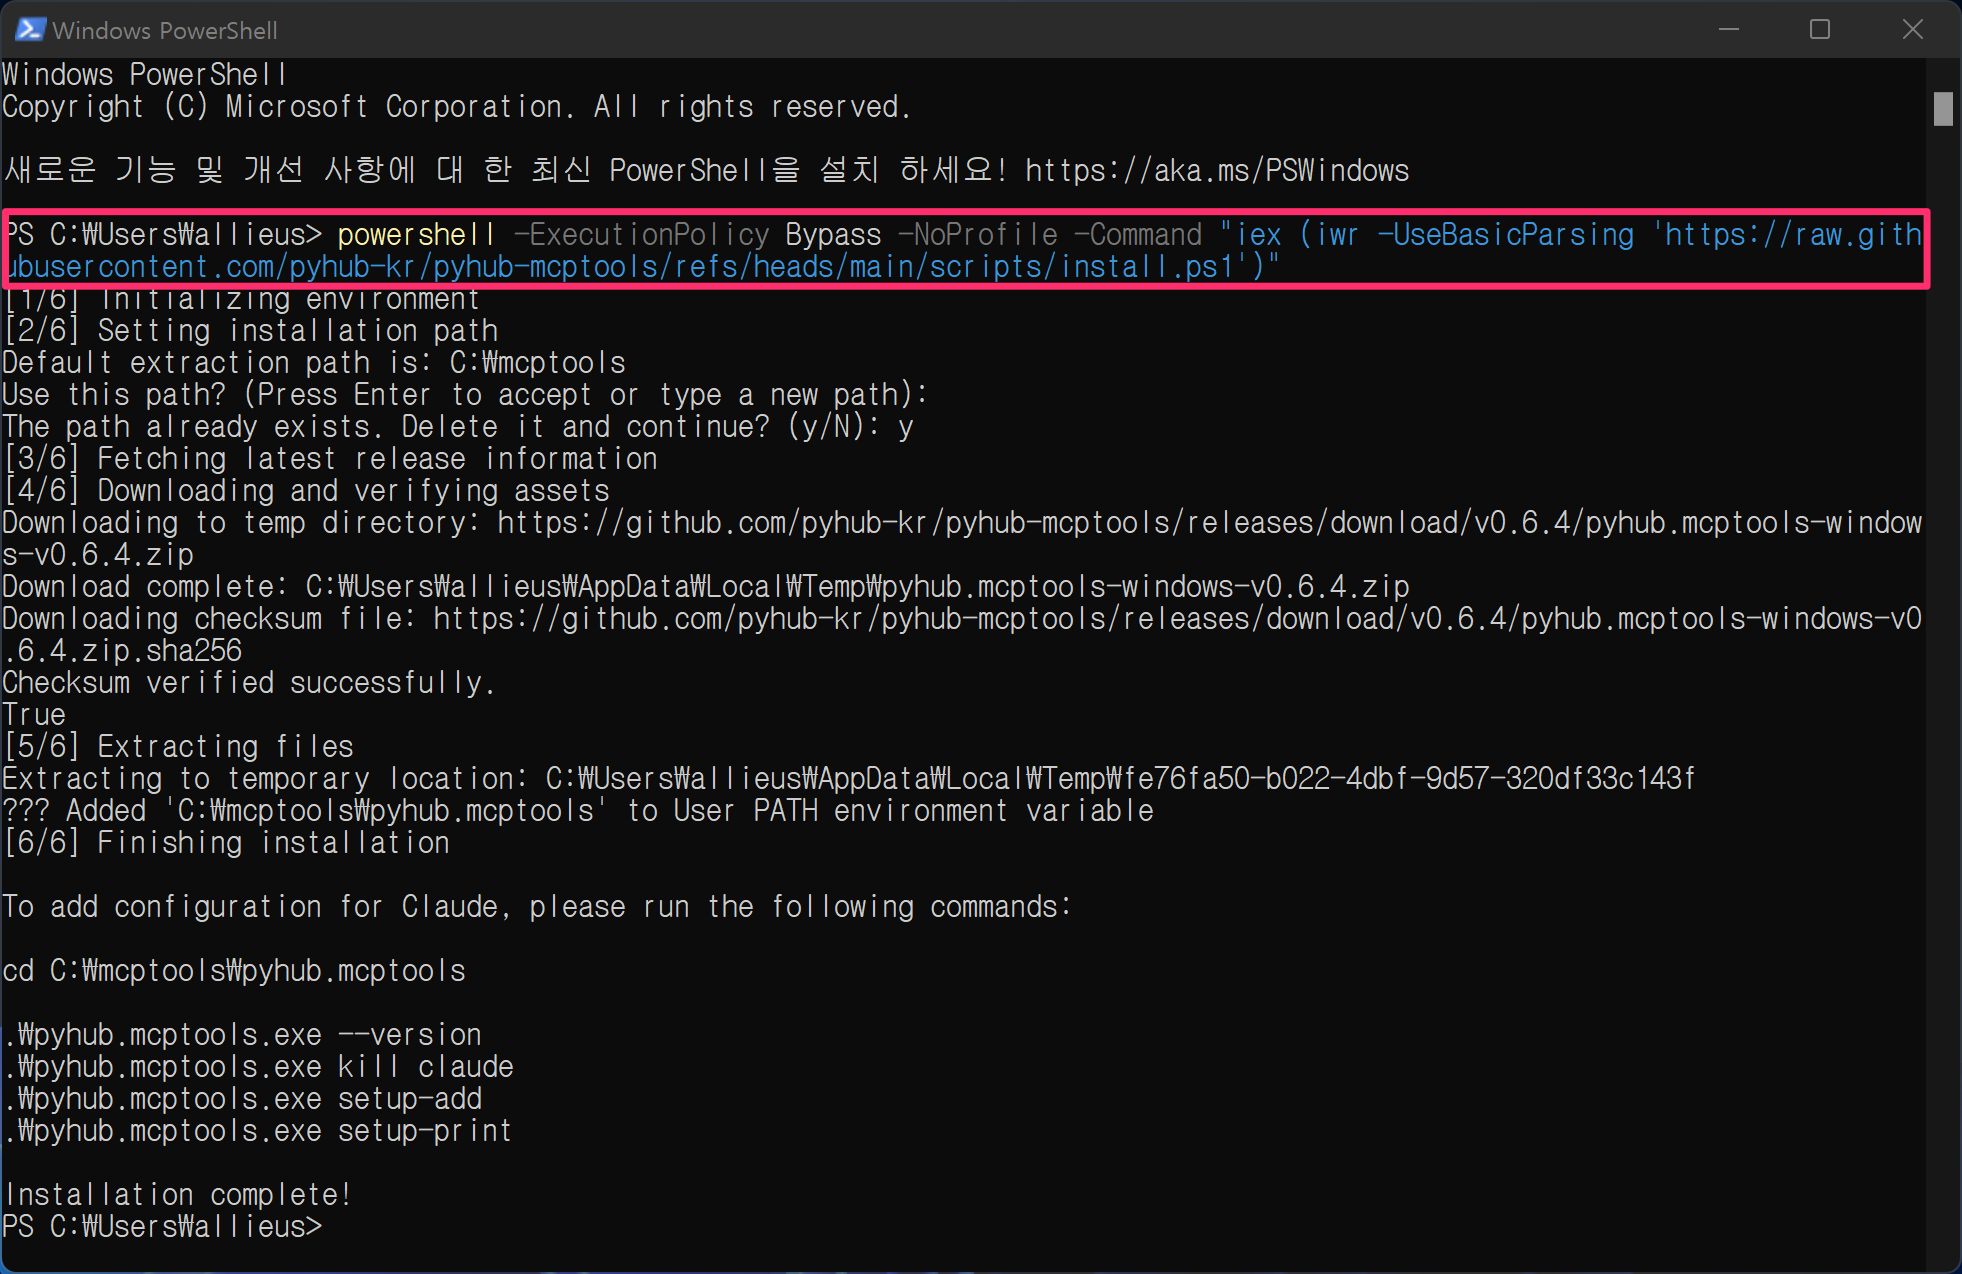 Windows PowerShell
Windows PowerShell
Copyright (C) Microsoft Corporation. All rights reserved.
새로운 기능 및 개선 사항에 대 한 최신 PowerShell을 설치 하세요! https://aka.ms/PSWindows
PS C:₩Users₩allieus> powershell -ExecutionPolicy Bypass -NoProfile -Command "iex (iwr -UseBasicParsing 'https://raw.gith
ubusercontent.com/pyhub-kr/pyhub-mcptools/refs/heads/main/scripts/install.ps1')"
[1/6] Initializing environment
[2/6] Setting installation path
Default extraction path is: C:₩mcptools
Use this path? (Press Enter to accept or type a new path):
The path already exists. Delete it and continue? (y/N): y
[3/6] Fetching latest release information
[4/6] Downloading and verifying assets
Downloading to temp directory: https://github.com/pyhub-kr/pyhub-mcptools/releases/download/v0.6.4/pyhub.mcptools-window
s-v0.6.4.zip
Download complete: C:₩Users₩allieus₩AppData₩Local₩Temp₩pyhub.mcptools-windows-v0.6.4.zip
Downloading checksum file: https://github.com/pyhub-kr/pyhub-mcptools/releases/download/v0.6.4/pyhub.mcptools-windows-v0
.6.4.zip.sha256
Checksum verified successfully.
True
[5/6] Extracting files
Extracting to temporary location: C:₩Users₩allieus₩AppData₩Local₩Temp₩fe76fa50-b022-4dbf-9d57-320df33c143f
??? Added 'C:₩mcptools₩pyhub.mcptools' to User PATH environment variable
[6/6] Finishing installation
To add configuration for Claude, please run the following commands:
cd C:₩mcptools₩pyhub.mcptools
.₩pyhub.mcptools.exe --version
.₩pyhub.mcptools.exe kill claude
.₩pyhub.mcptools.exe setup-add
.₩pyhub.mcptools.exe setup-print
Installation complete!
PS C:₩Users₩allieus>